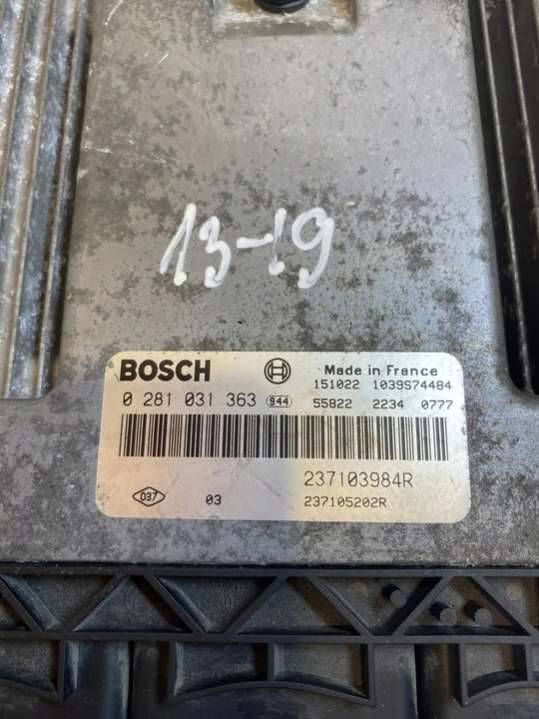 13-19
BOSCH
Made in France
151022 1039S74484
0 281 031 363 944 55822 2234 0777
237103984R
037 03 237105202R